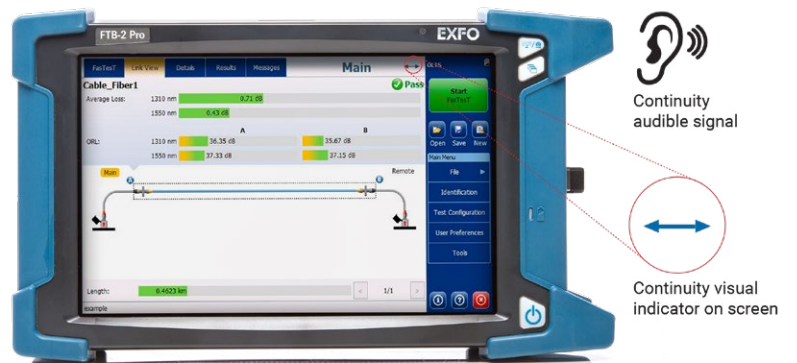 FTB-2 Pro
EXFO
FasTesT
Link View
Details
Results
Messages
Main
Cable_Fiber1
Pass
Average Loss:
1310 nm
0.71 dB
1550 nm
0.43 dB
A
B
ORL:
1310 nm
36.35 dB
35.67 dB
1550 nm
37.33 dB
37.15 dB
Main
Remote
Length:
0.4623 km
1/1
example
Start
FasTesT
Open
Save
New
Main Menu
File
Identification
Test Configuration
User Preferences
Tools
Continuity
audible signal
Continuity visual
indicator on screen